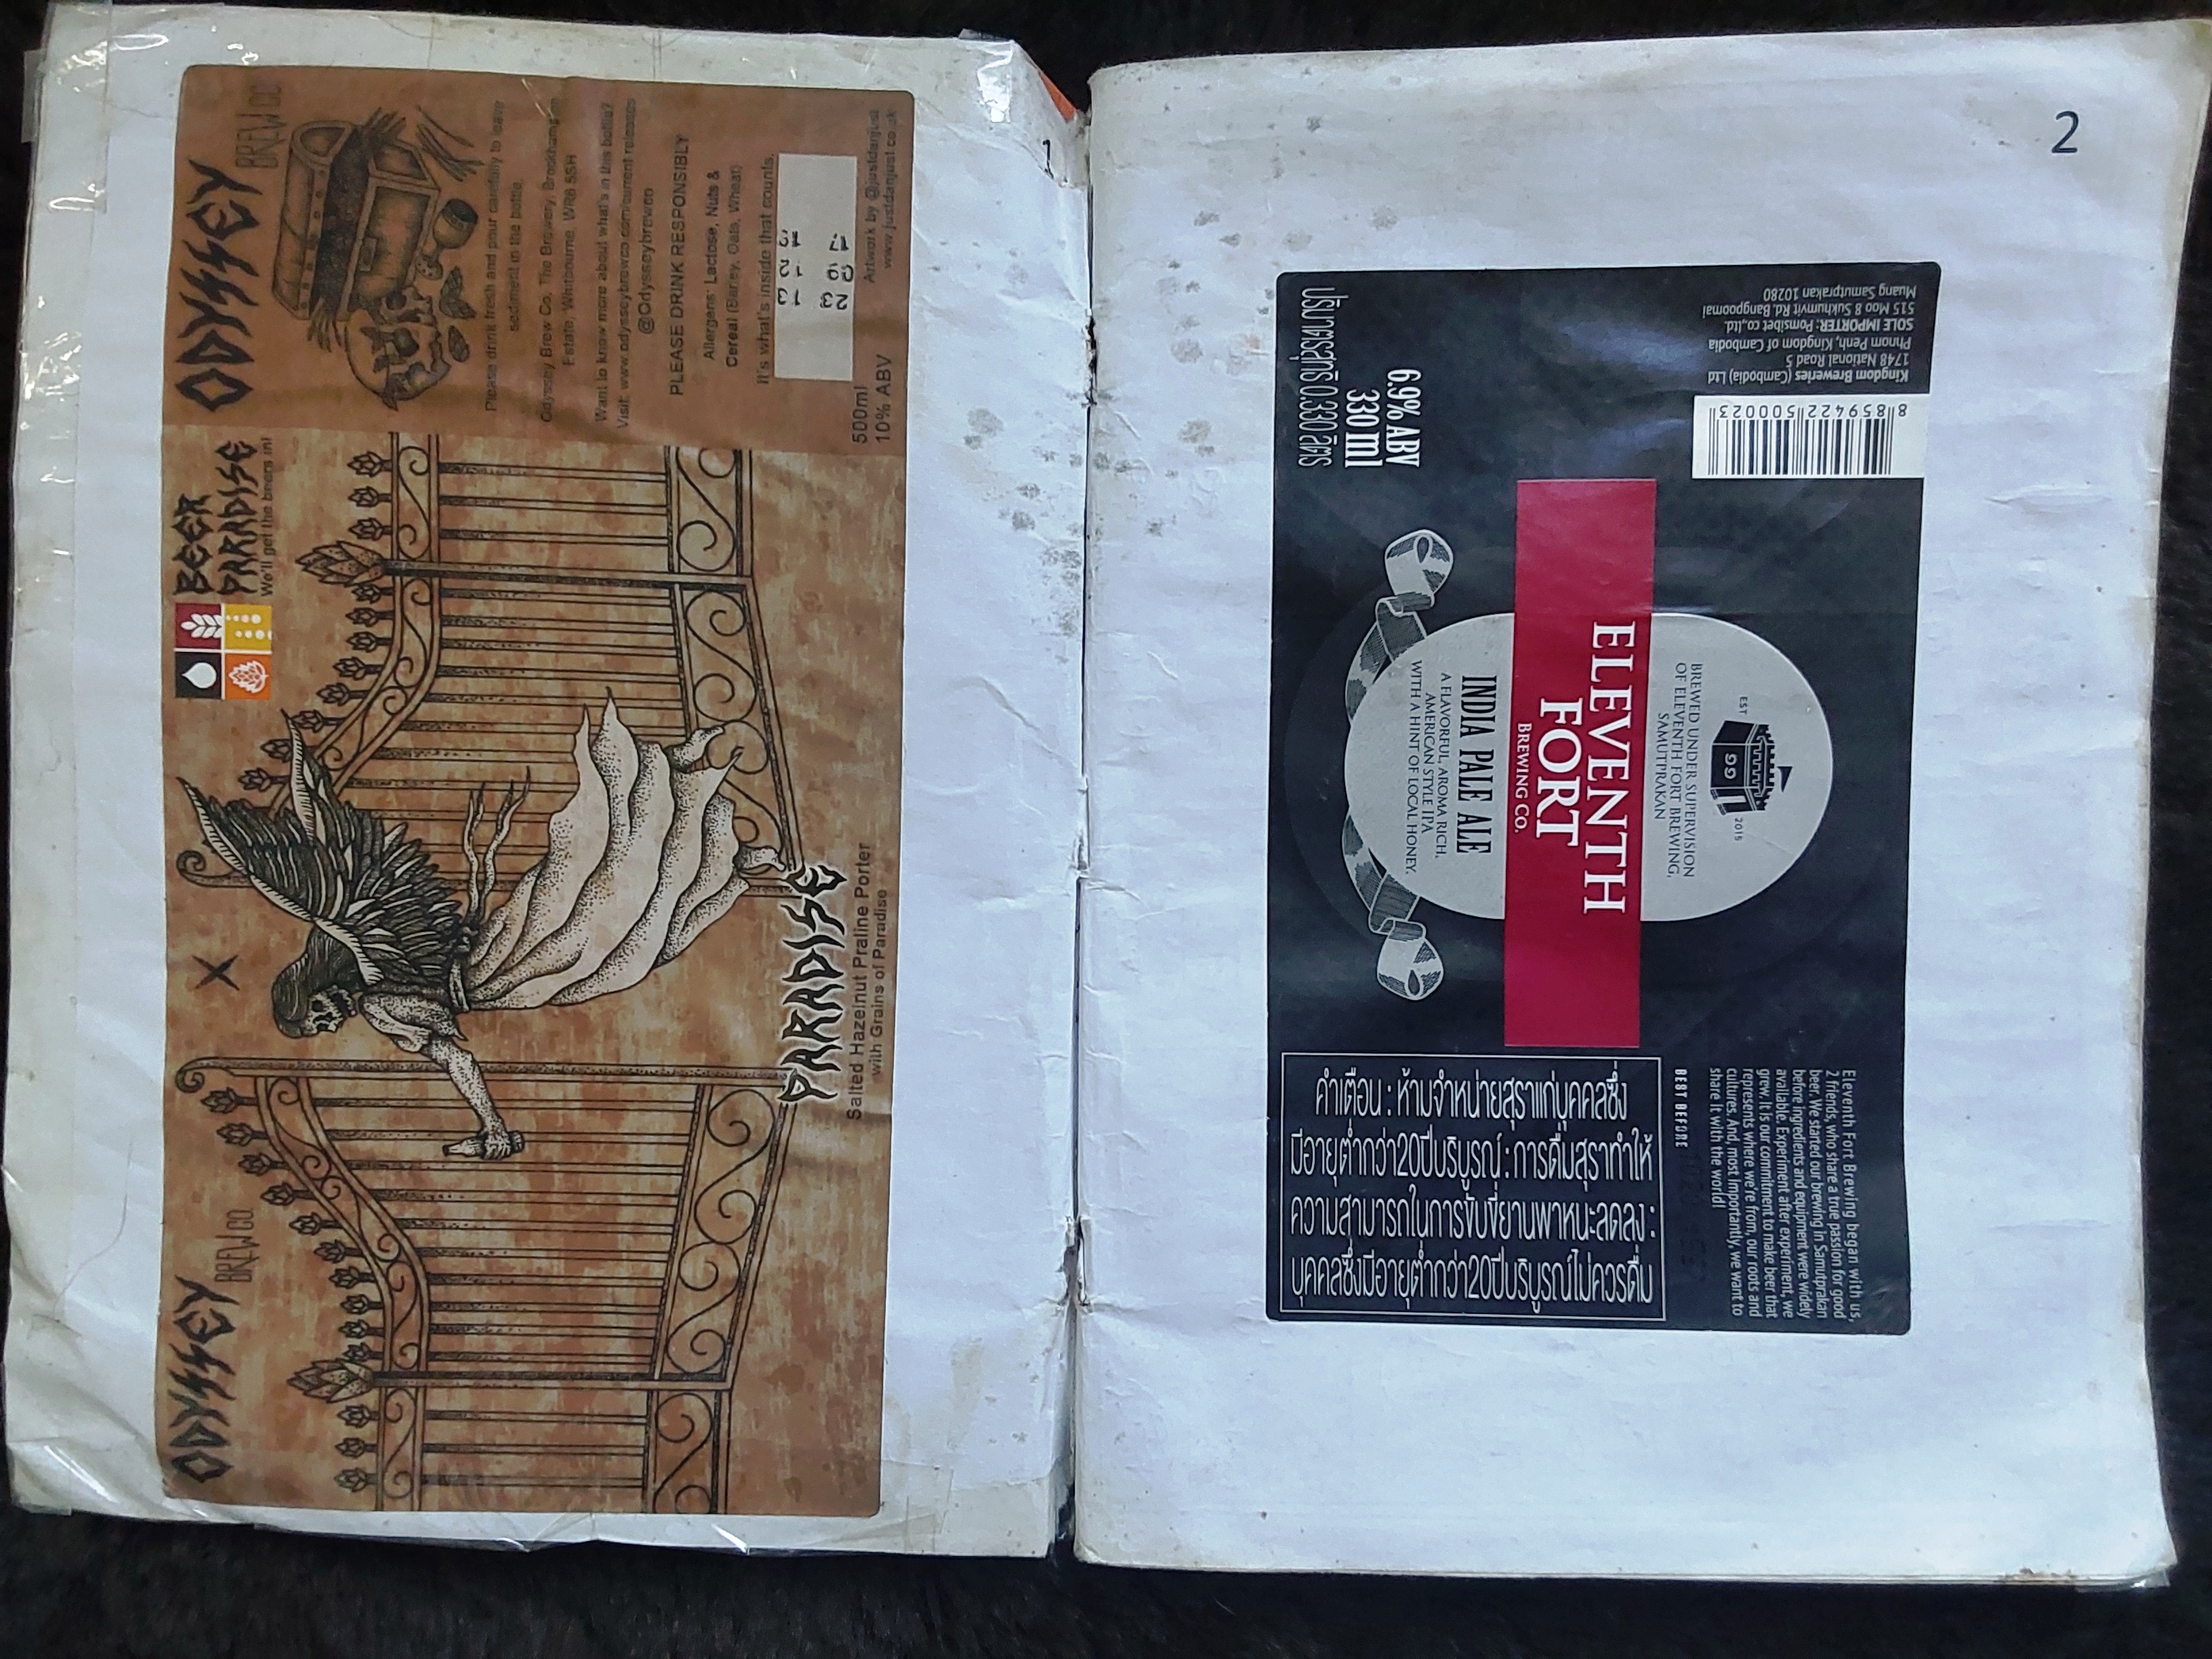 1
ODYSSEY
BREW CO
Please drink fresh and pour carefully to leave
sediment in the bottle.
Odyssey Brew Co. The Brewery, Brockhampton
Estate, Whitbourne, WR6 5SH
Want to know more about what's in this bottle?
Visit: www.odysseybrewco.com/current-releases
@Odysseybrewco
PLEASE DRINK RESPONSIBLY
Allergens: Lactose, Nuts &
Cereal (Barley, Oats, Wheat)
It's what's inside that counts.
13 12 19
23 09 17
500ml
10% ABV
Artwork by @justdanjust
www.justdanjust.co.uk
BEER
PARADISE
We'll get the beers in!
X
ODYSSEY
BREW CO
PARADISE
Salted Hazelnut Praline Porter
with Grains of Paradise
2
Kingdom Breweries (Cambodia) Ltd
1748 National Road 5
Phnom Penh, Kingdom of Cambodia
SOLE IMPORTER: Pornsibet co.,ltd.
515 Moo 8 Sukhumvit Rd. Bangpoomai
Muang Samutprakan 10280
8 859422 500023
6.9% ABV
330 ml
ปริมาตรสุทธิ 0.330 ลิตร
EST 2015
๑๑
BREWED UNDER SUPERVISION
OF ELEVENTH FORT BREWING,
SAMUTPRAKAN
ELEVENTH
FORT
BREWING CO.
INDIA PALE ALE
A FLAVORFUL, AROMA RICH,
AMERICAN STYLE IPA
WITH A HINT OF LOCAL HONEY.
Eleventh Fort Brewing began with us,
2 friends, who share a true passion for good
beer. We started our brewing in Samutprakan
before ingredients and equipment were widely
available. Experiment after experiment, we
grew. It is our commitment to make beer that
represents where we're from, our roots and
cultures. And, most importantly, we want to
share it with the world!
BEST BEFORE
คำเตือน : ห้ามจำหน่ายสุราแก่บุคคลซึ่ง
มีอายุต่ำกว่า20ปีบริบูรณ์ : การดื่มสุราทำให้
ความสามารถในการขับขี่ยานพาหนะลดลง :
บุคคลซึ่งมีอายุต่ำกว่า20ปีบริบูรณ์ไม่ควรดื่ม